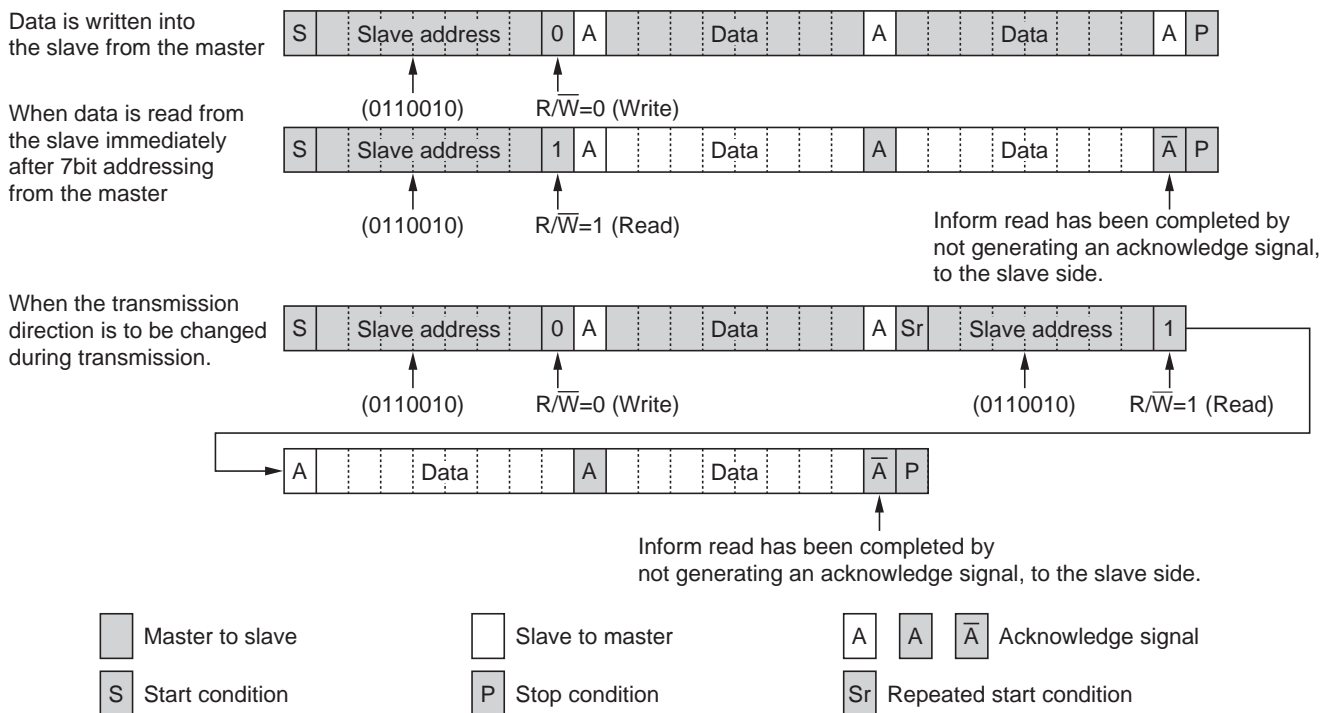 Data is written into
the slave from the master
S Slave address 0 A Data A Data A P
(0110010) R/W̅=0 (Write)
When data is read from
the slave immediately
after 7bit addressing
from the master
S Slave address 1 A Data A Data A̅ P
(0110010) R/W̅=1 (Read)
Inform read has been completed by
not generating an acknowledge signal,
to the slave side.
When the transmission
direction is to be changed
during transmission.
S Slave address 0 A Data A Sr Slave address 1
(0110010) R/W̅=0 (Write) (0110010) R/W̅=1 (Read)
A Data A Data A̅ P
Inform read has been completed by
not generating an acknowledge signal, to the slave side.
Master to slave Slave to master A A A̅ Acknowledge signal
S Start condition P Stop condition Sr Repeated start condition